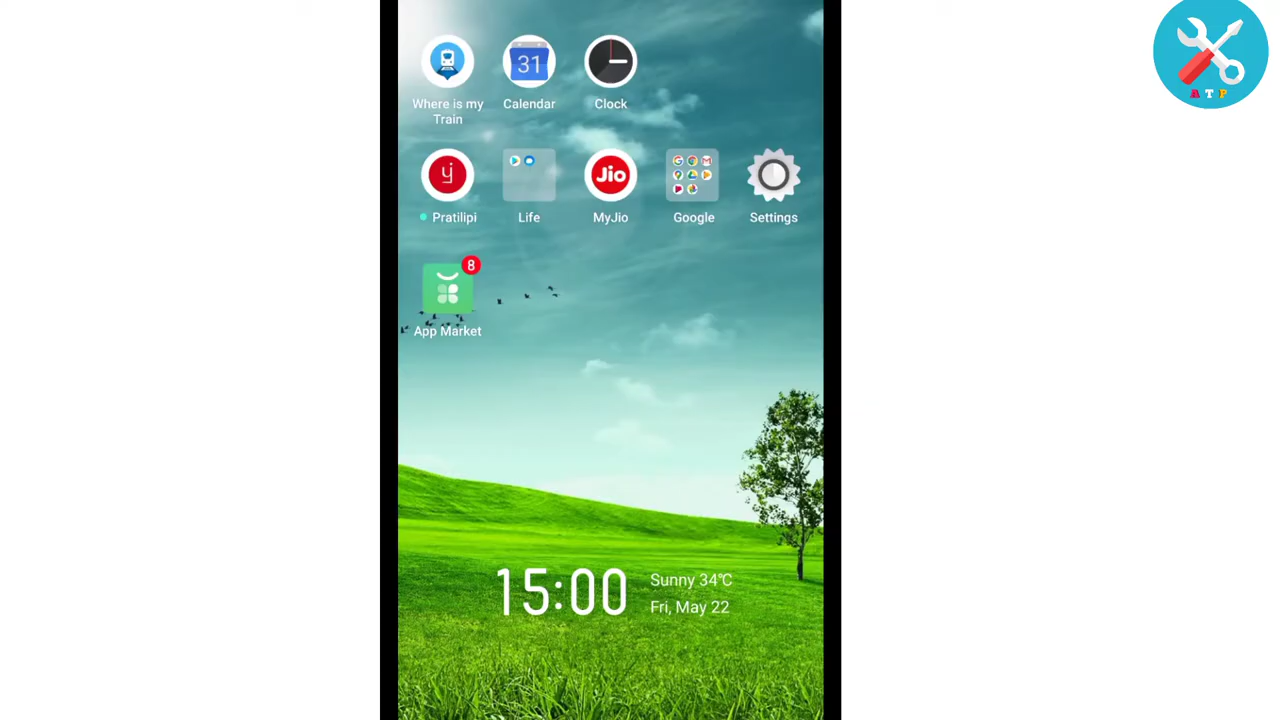 A T P
31
Where is my
Train
Calendar
Clock
Jio
Pratilipi
Life
MyJio
Google
Settings
8
App Market
15:00
Sunny 34℃
Fri, May 22